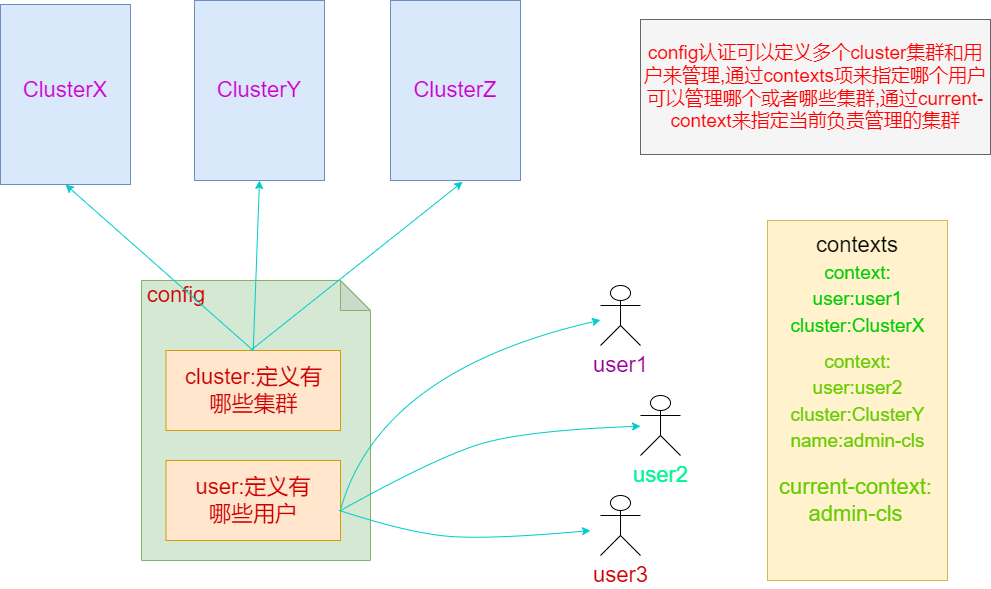 ClusterX
ClusterY
ClusterZ
config认证可以定义多个cluster集群和用
户来管理,通过contexts项来指定哪个用户
可以管理哪个或者哪些集群,通过current-
context来指定当前负责管理的集群
config
cluster:定义有
哪些集群
user:定义有
哪些用户
user1
user2
user3
contexts
context:
user:user1
cluster:ClusterX
context:
user:user2
cluster:ClusterY
name:admin-cls
current-context:
admin-cls